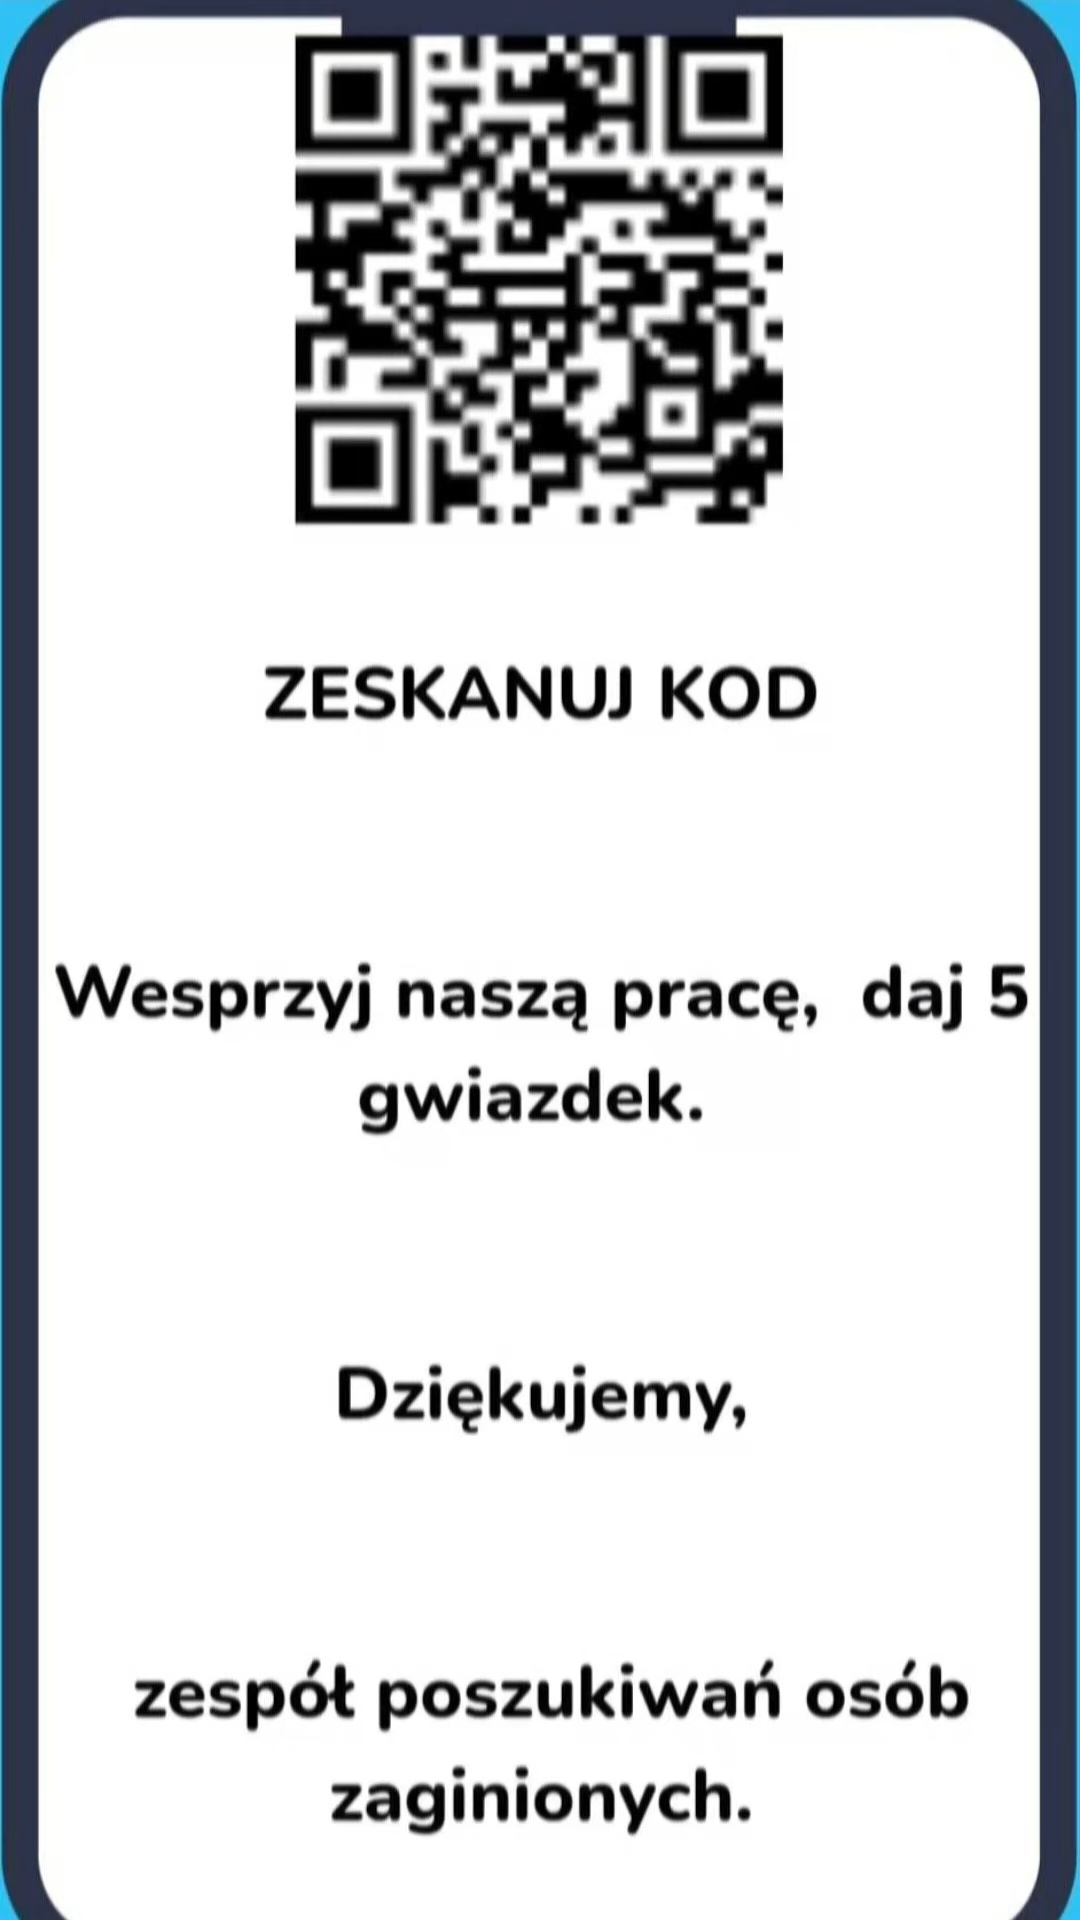 ZESKANUJ KOD
Wesprzyj naszą pracę, daj 5
gwiazdek.
Dziękujemy,
zespół poszukiwań osób
zaginionych.